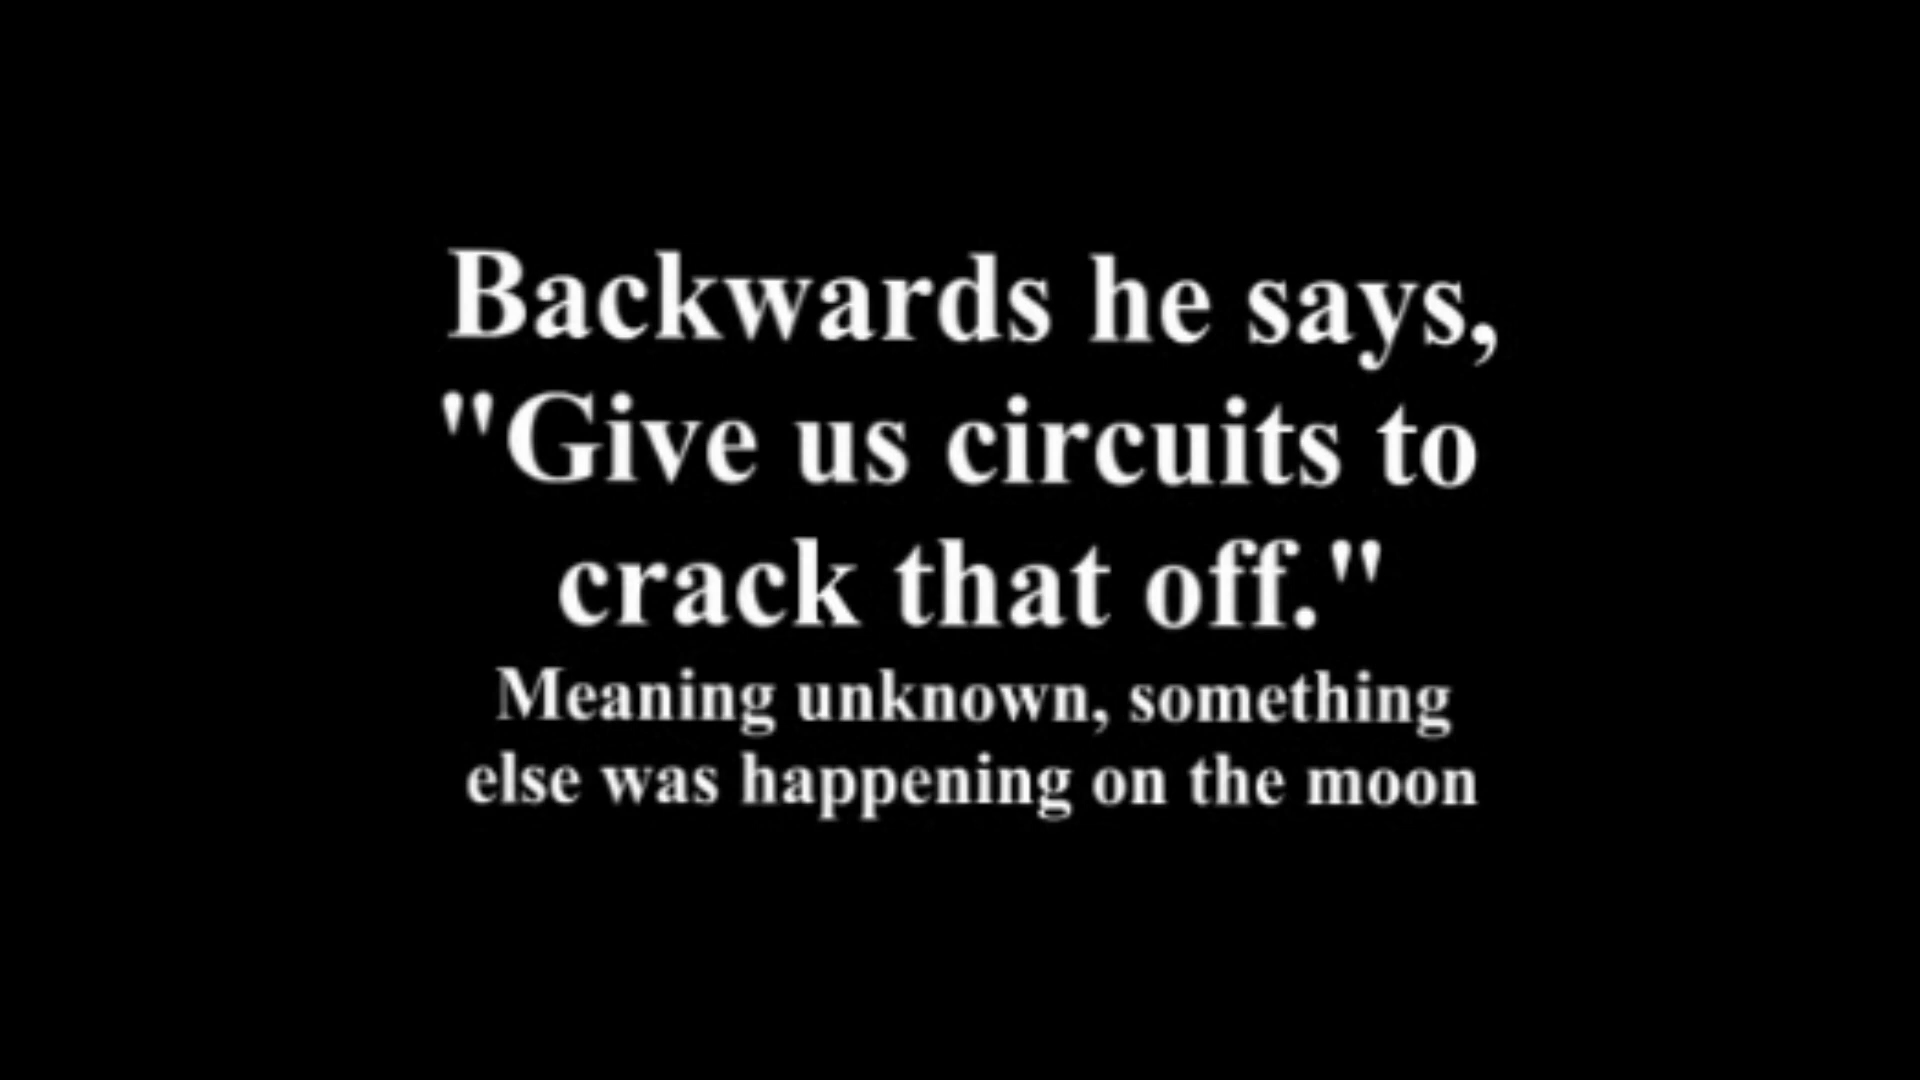 Backwards he says,
"Give us circuits to
crack that off."
Meaning unknown, something
else was happening on the moon